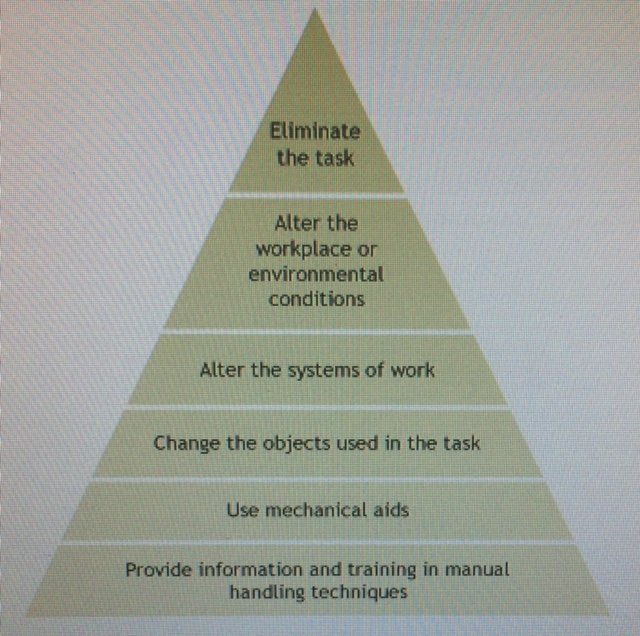 Eliminate
the task
Alter the
workplace or
environmental
conditions
Alter the systems of work
Change the objects used in the task
Use mechanical aids
Provide information and training in manual
handling techniques